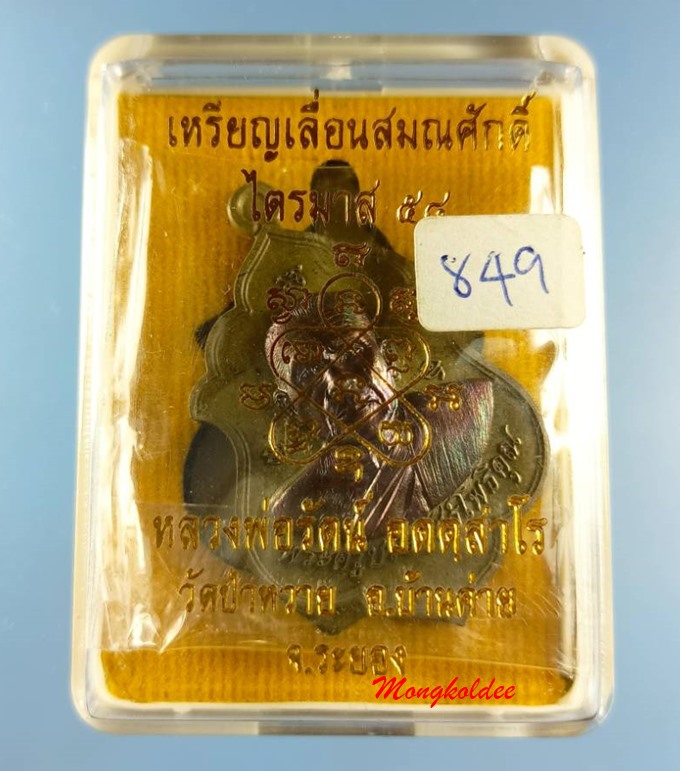 เหรียญเลื่อนสมณศักดิ์
ไตรมาส ๕๘
849
หลวงพ่อรัตน์ อตฺตสาโร
วัดป่าหวาย อ.บ้านค่าย
จ.ระยอง
Mongkoldee